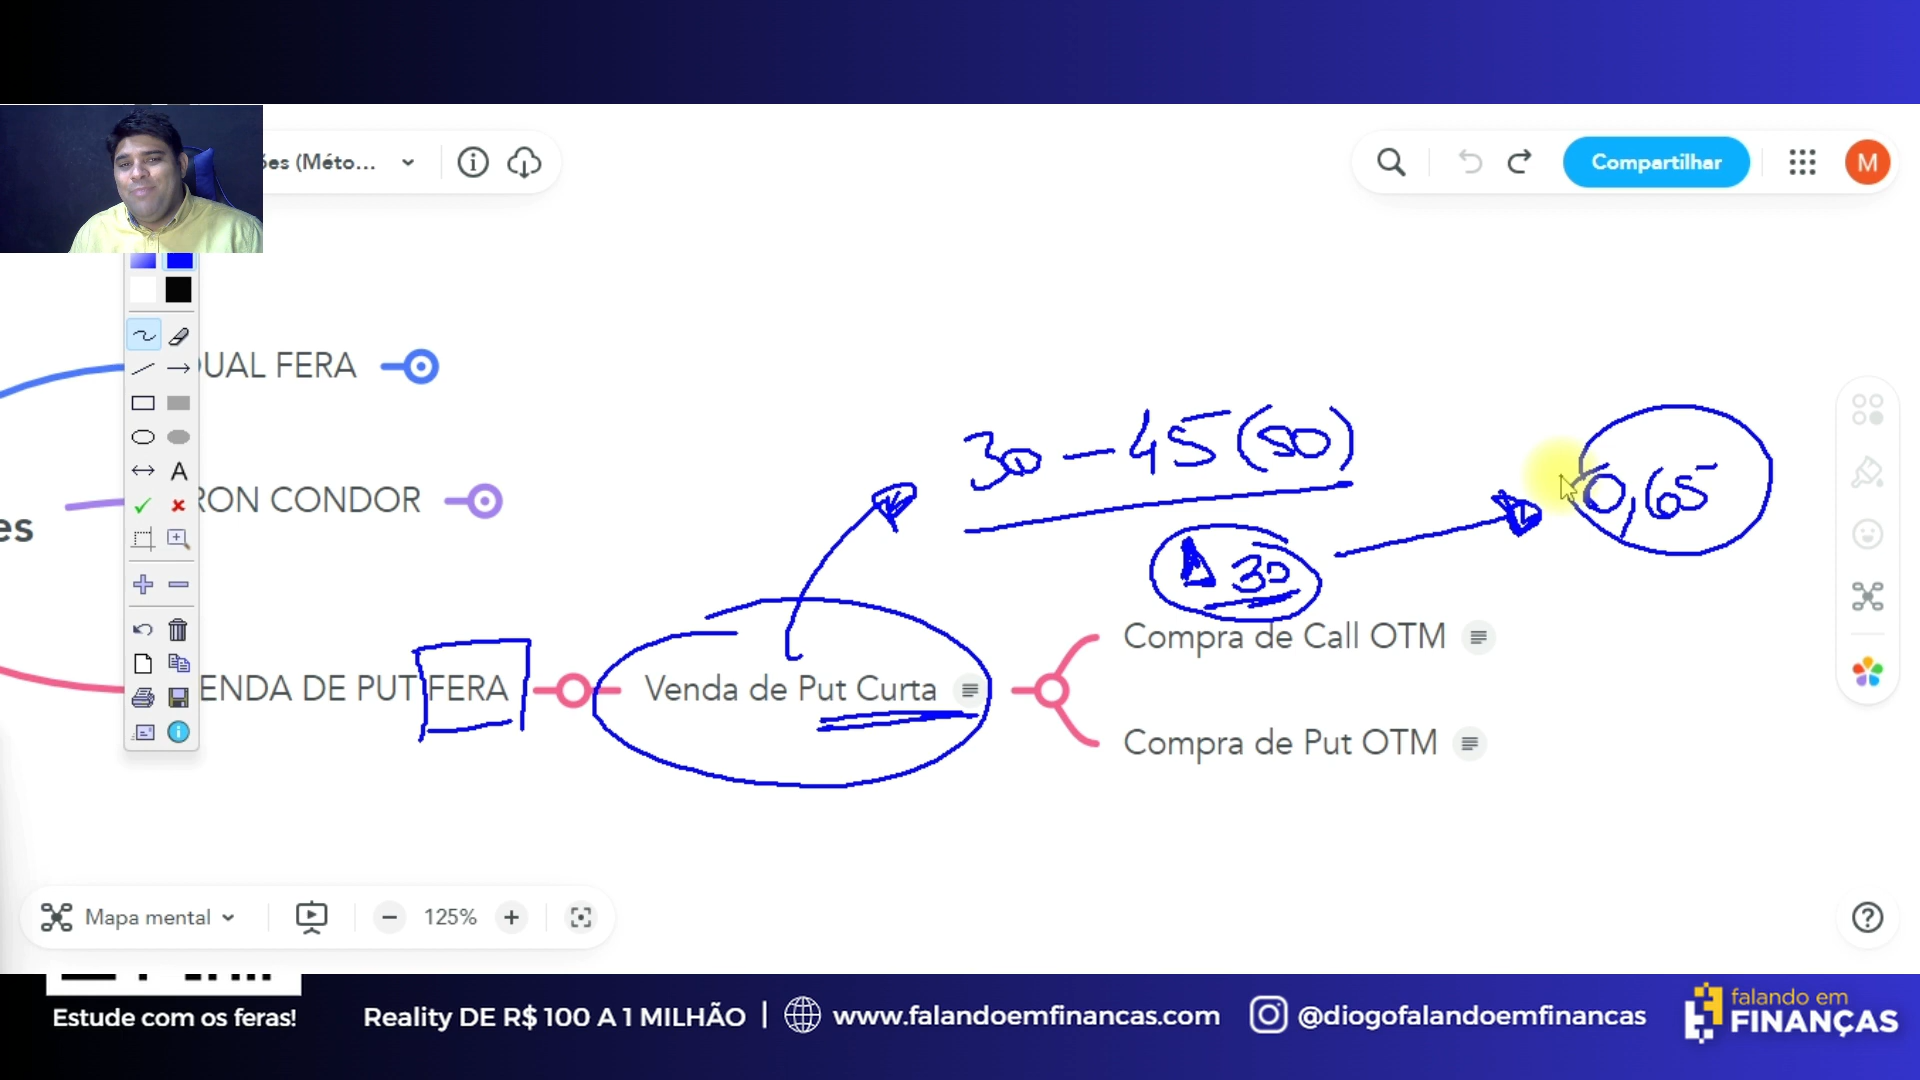 ões (Méto...
Compartilhar
M
A
DUAL FERA
30 - 45 (50)
0,65
RON CONDOR
es
Δ 30
Compra de Call OTM
ENDA DE PUT FERA
Venda de Put Curta
Compra de Put OTM
Mapa mental
125%
Estude com os feras!
Reality DE R$ 100 A 1 MILHÃO | www.falandoemfinancas.com
@diogofalandoemfinancas
falando em
FINANÇAS